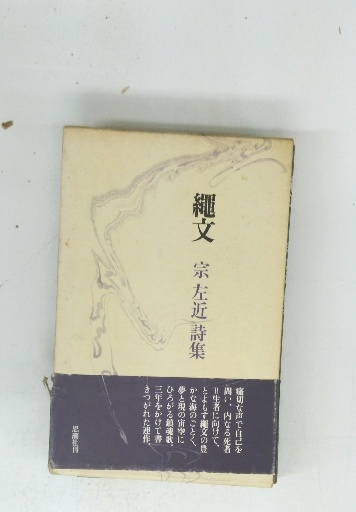 繩文
宗左近詩集
痛切な声で自己を
問い、内なる死者
＝生者に向けて、
とよもす繩文の豊
かな海のごとく、
夢と現の宙空に
ひろがる鎮魂歌。
三年をかけて書
きつがれた連作。
思潮社刊